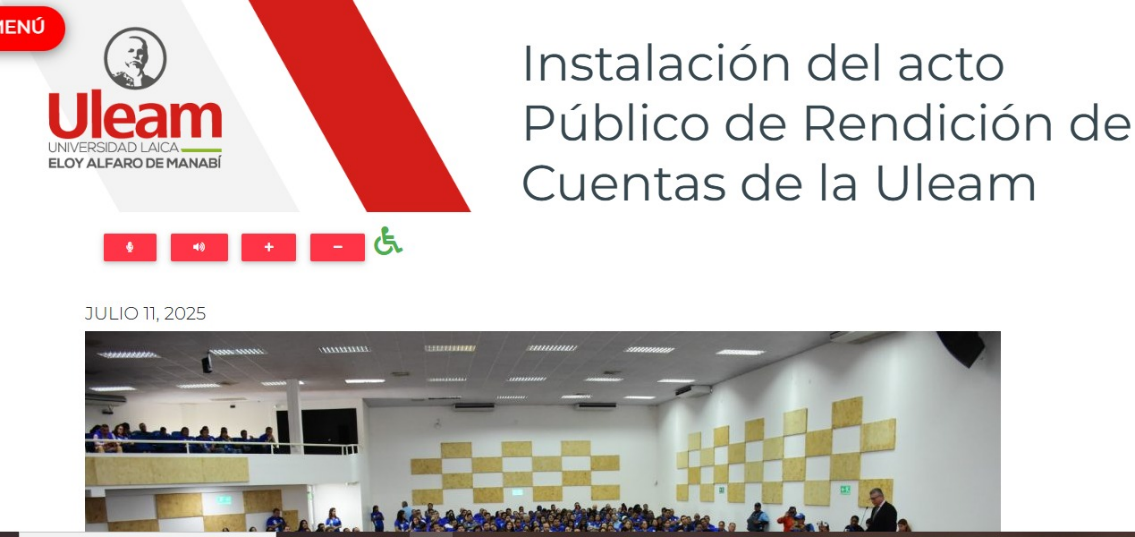 MENÚ
Uleam
UNIVERSIDAD LAICA
ELOY ALFARO DE MANABÍ
Instalación del acto
Público de Rendición de
Cuentas de la Uleam
JULIO 11, 2025